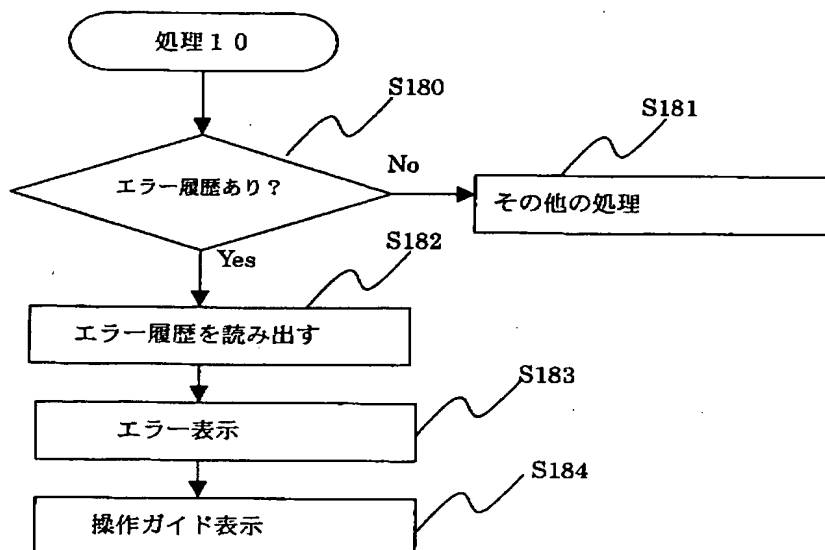 処理１０
S180
エラー履歴あり？
No
S181
その他の処理
Yes
S182
エラー履歴を読み出す
S183
エラー表示
S184
操作ガイド表示